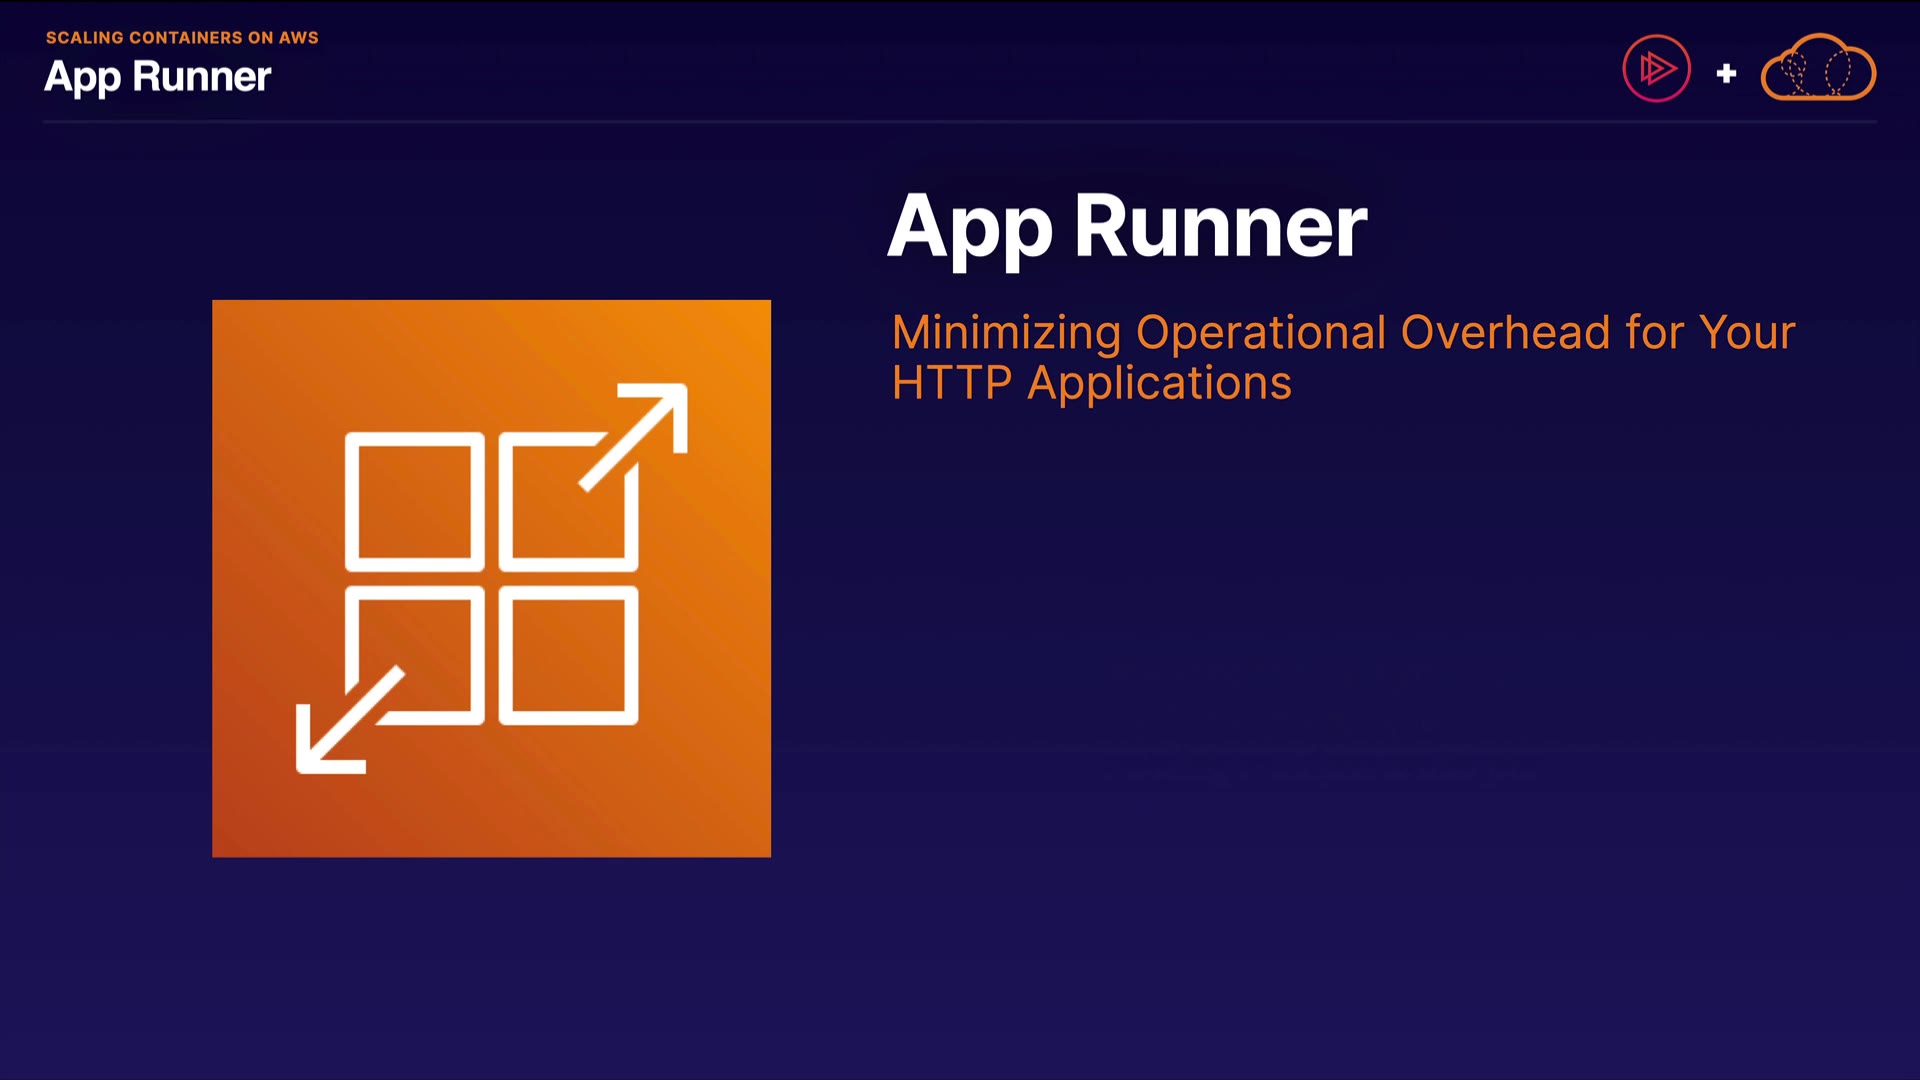 SCALING CONTAINERS ON AWS
App Runner
App Runner
Minimizing Operational Overhead for Your
HTTP Applications